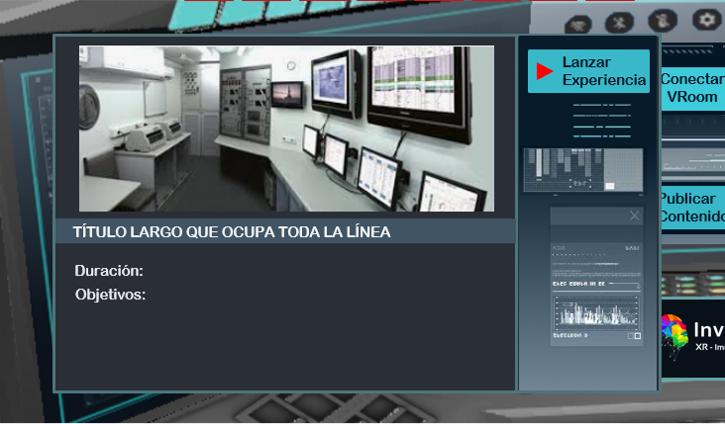 Lanzar
Experiencia
Conectar
VRoom
Publicar
Contenido
TÍTULO LARGO QUE OCUPA TODA LA LÍNEA
Duración:
Objetivos:
Inv
XR - Im